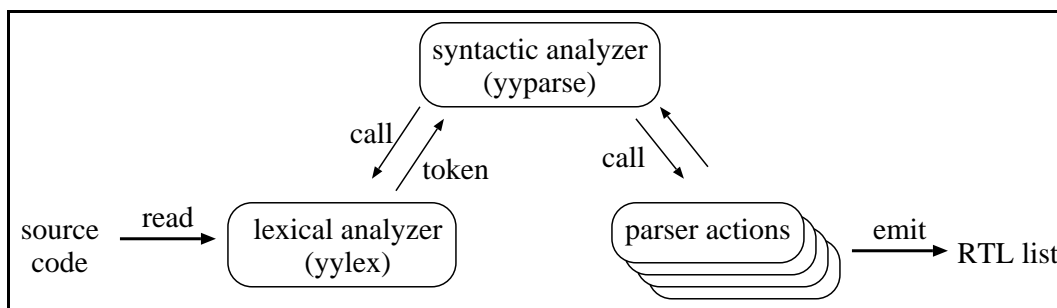 syntactic analyzer
(yyparse)
call
token
call
source
code
read
lexical analyzer
(yylex)
parser actions
emit
RTL list